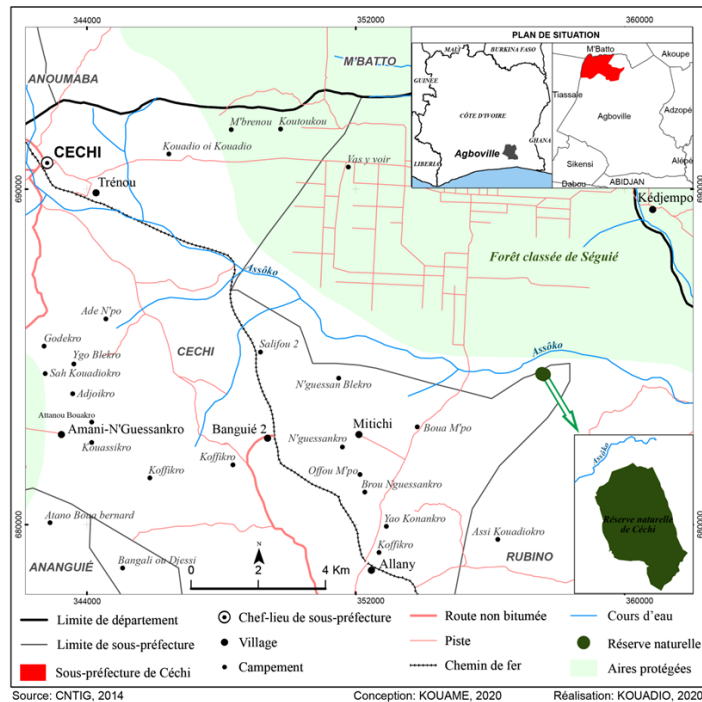 344000
352000
360000
PLAN DE SITUATION
MALI
BURKINA FASO
GUINEE
CÔTE D'IVOIRE
GHANA
LIBERIA
Agboville
M'Batto
Akoupe
Tiassale
Agboville
Adzopé
Sikensi
Alépé
Dabou
ABIDJAN
ANOUMABA
M'BATTO
M'brenou
Koutoukou
Kouadio oi Kouadio
CECHI
Vas y voir
Trénou
690000
690000
Kédjempo
Forêt classée de Séguié
Assôko
Ade N'po
Godekro
CECHI
Salifou 2
Assôko
Ygo Blekro
Sah Kouadiokro
N'guessan Blekro
Adjoikro
Attanou Bouakro
Amani-N'Guessankro
Banguié 2
Mitichi
Boua M'po
Kouassikro
N'guessankro
Koffikro
Koffikro
Offou M'po
Brou Nguessankro
Assôko
Réserve naturelle
de Céchi
Atano Boua bernard
Yao Konankro
Assi Kouadiokro
680000
680000
Koffikro
RUBINO
ANANGUIÉ
Bangali ou Djessi
Allany
N
0 2 4 Km
344000
352000
360000
Limite de département
Chef-lieu de sous-préfecture
Route non bitumée
Cours d'eau
Limite de sous-préfecture
Village
Piste
Réserve naturelle
Sous-préfecture de Céchi
Campement
Chemin de fer
Aires protégées
Source: CNTIG, 2014
Conception: KOUAME, 2020
Réalisation: KOUADIO, 2020